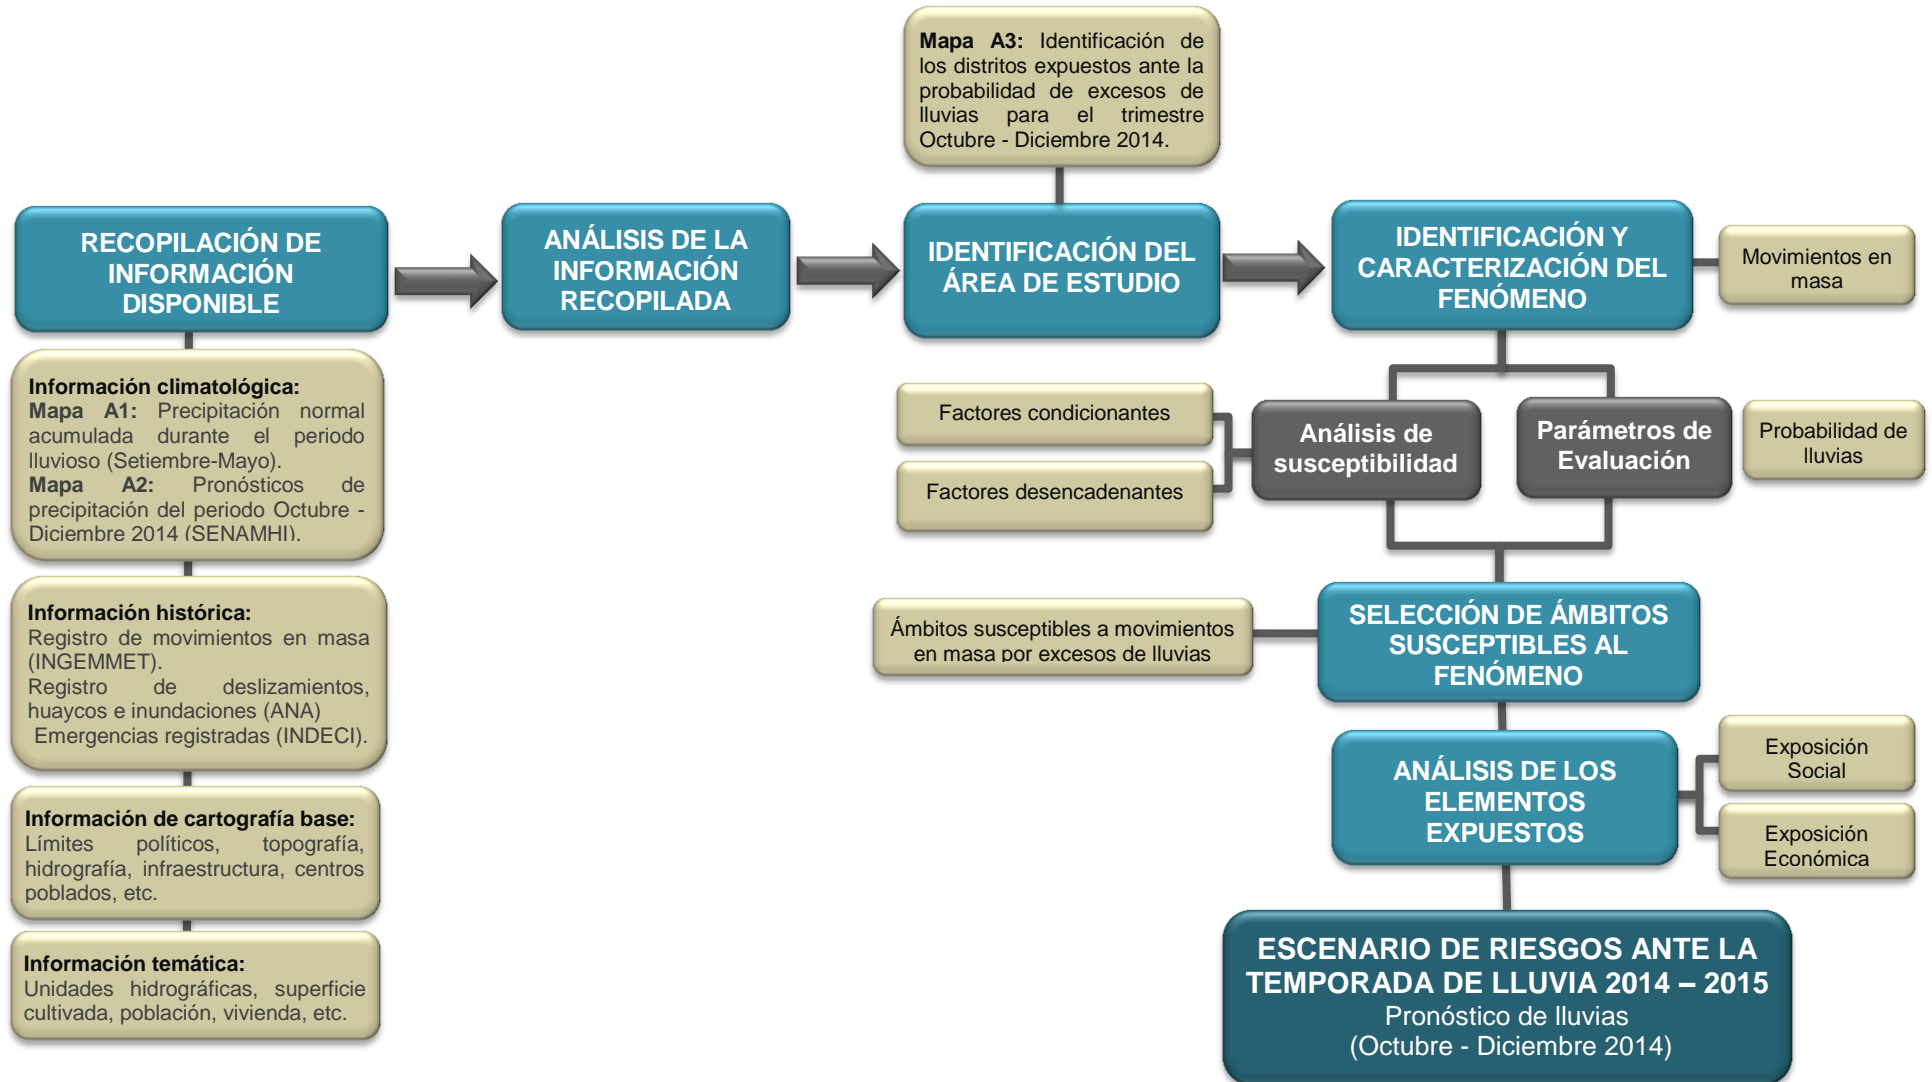 Mapa A3: Identificación de
los distritos expuestos ante la
probabilidad de excesos de
lluvias para el trimestre
Octubre - Diciembre 2014.
RECOPILACIÓN DE
INFORMACIÓN
DISPONIBLE
ANÁLISIS DE LA
INFORMACIÓN
RECOPILADA
IDENTIFICACIÓN DEL
ÁREA DE ESTUDIO
IDENTIFICACIÓN Y
CARACTERIZACIÓN DEL
FENÓMENO
Movimientos en
masa
Información climatológica:
Mapa A1: Precipitación normal
acumulada durante el periodo
lluvioso (Setiembre-Mayo).
Mapa A2: Pronósticos de
precipitación del periodo Octubre -
Diciembre 2014 (SENAMHI).
Información histórica:
Registro de movimientos en masa
(INGEMMET).
Registro de deslizamientos,
huaycos e inundaciones (ANA)
Emergencias registradas (INDECI).
Información de cartografía base:
Límites políticos, topografía,
hidrografía, infraestructura, centros
poblados, etc.
Información temática:
Unidades hidrográficas, superficie
cultivada, población, vivienda, etc.
Factores condicionantes
Factores desencadenantes
Análisis de
susceptibilidad
Parámetros de
Evaluación
Probabilidad de
lluvias
Ámbitos susceptibles a movimientos
en masa por excesos de lluvias
SELECCIÓN DE ÁMBITOS
SUSCEPTIBLES AL
FENÓMENO
ANÁLISIS DE LOS
ELEMENTOS
EXPUESTOS
Exposición
Social
Exposición
Económica
ESCENARIO DE RIESGOS ANTE LA
TEMPORADA DE LLUVIA 2014 – 2015
Pronóstico de lluvias
(Octubre - Diciembre 2014)